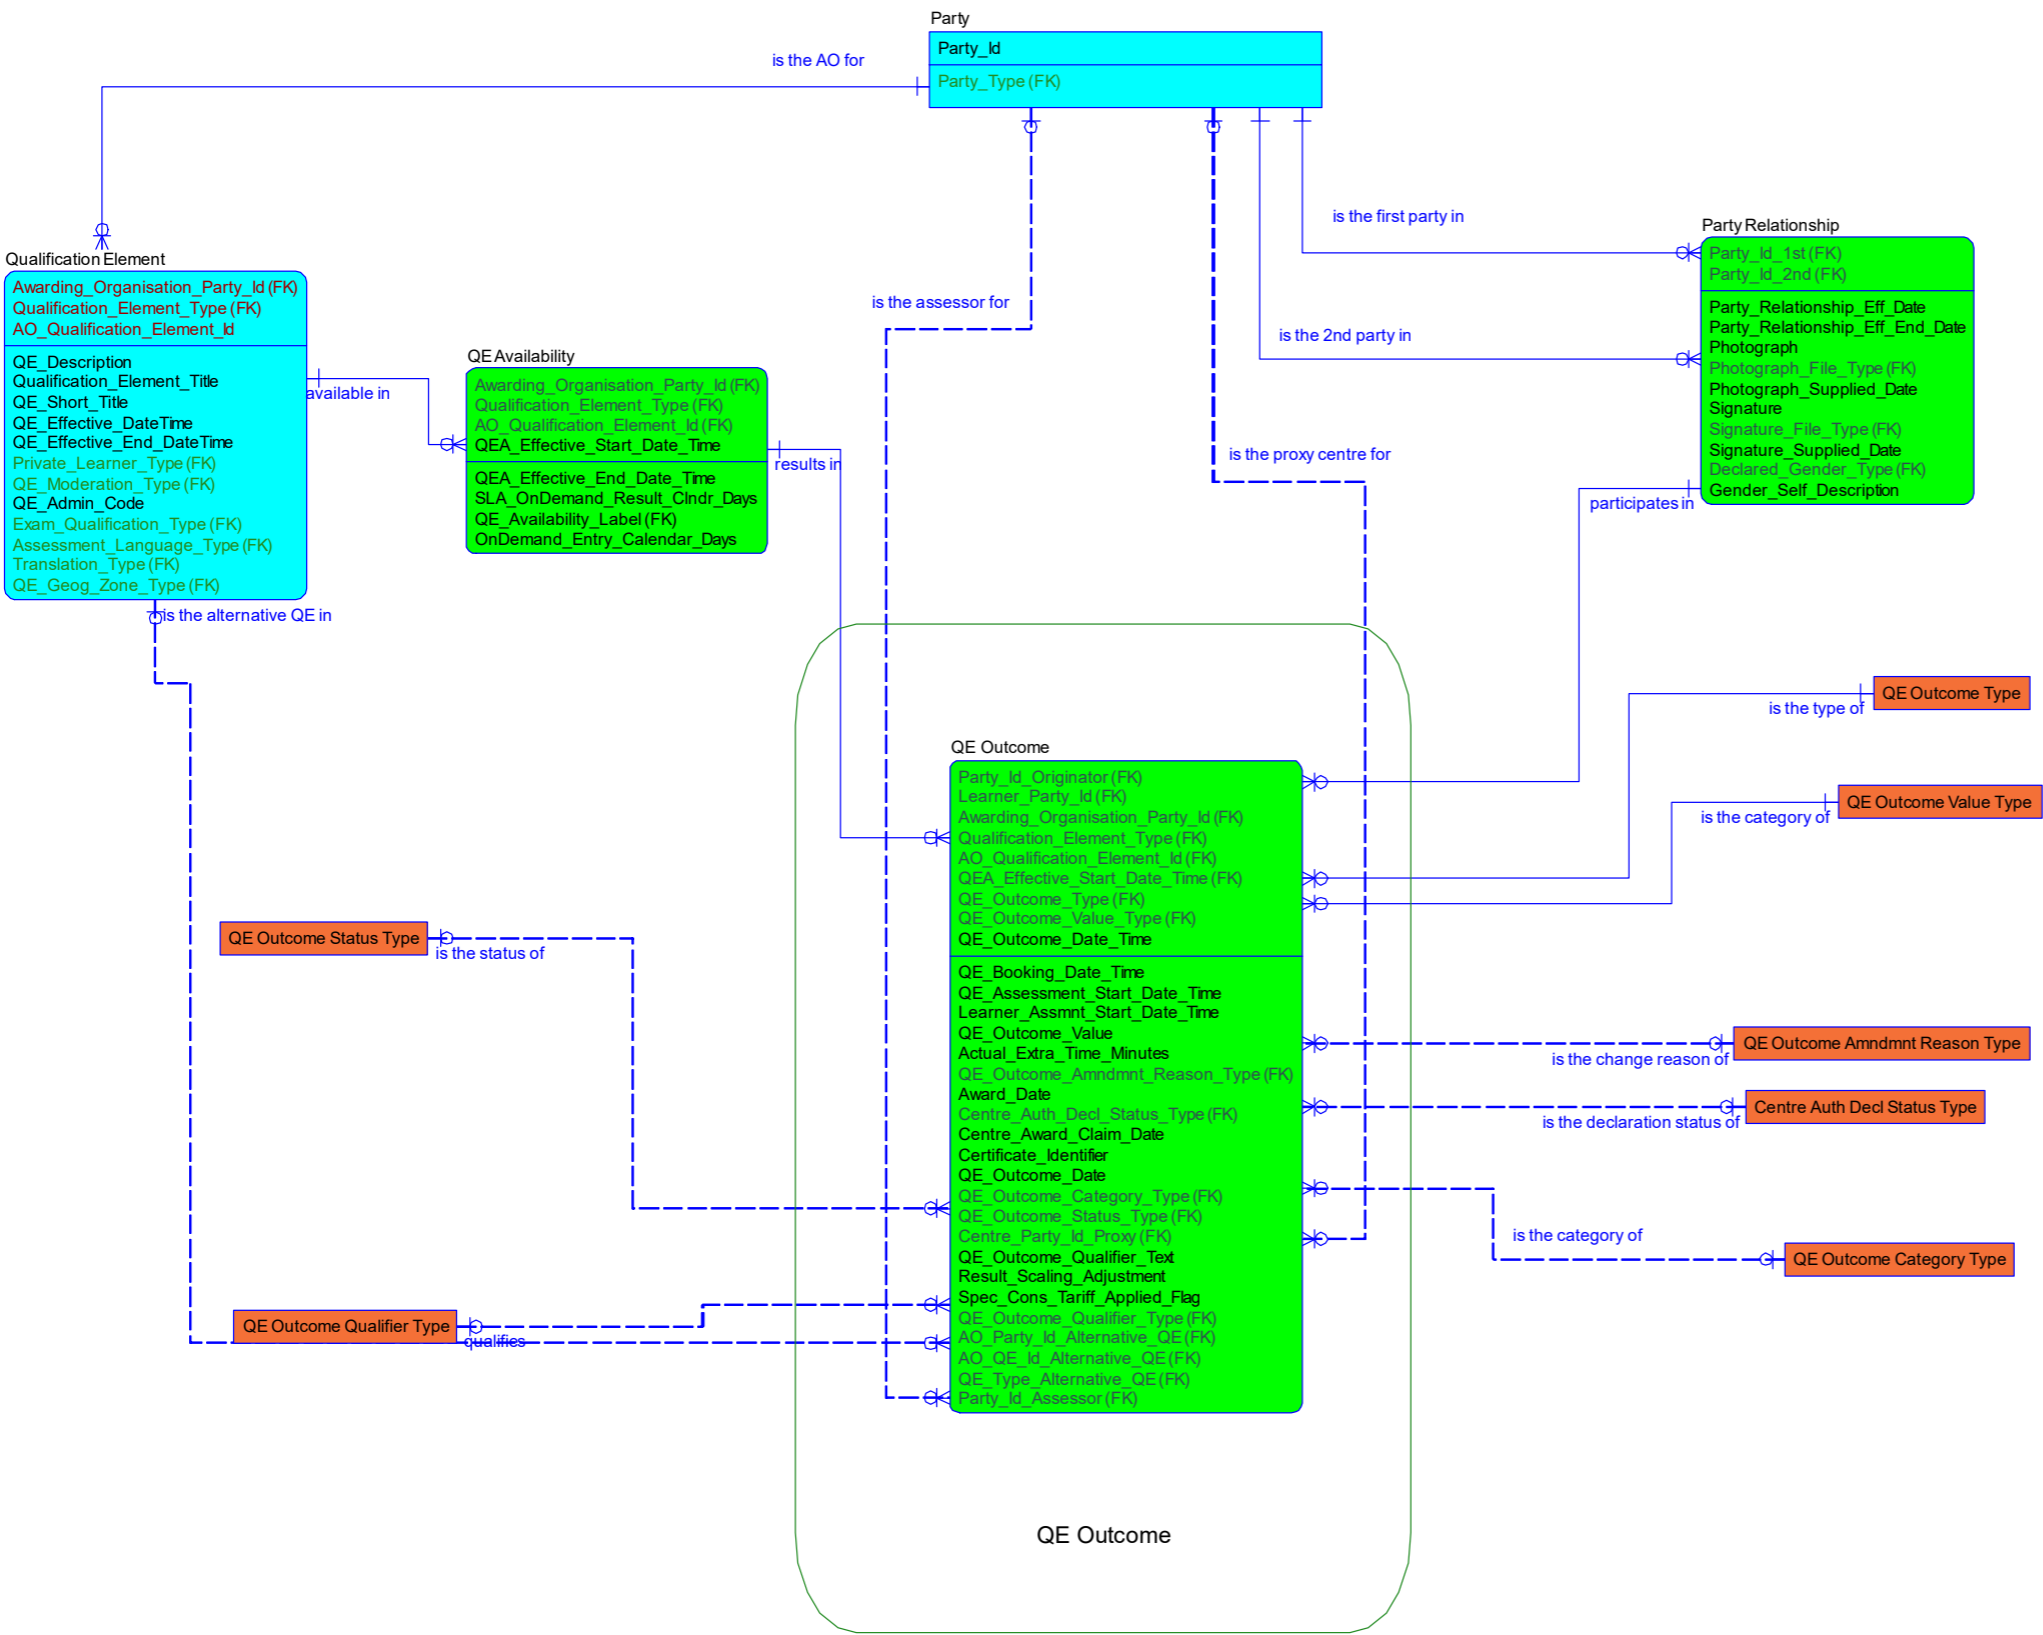 Party
Party_Id
Party_Type (FK)
is the AO for
is the first party in
Party Relationship
Party_Id_1st (FK)
Party_Id_2nd (FK)
Party_Relationship_Eff_Date
Party_Relationship_Eff_End_Date
Photograph
Photograph_File_Type (FK)
Photograph_Supplied_Date
Signature
Signature_File_Type (FK)
Signature_Supplied_Date
Declared_Gender_Type (FK)
Gender_Self_Description
Qualification Element
Awarding_Organisation_Party_Id (FK)
Qualification_Element_Type (FK)
AO_Qualification_Element_Id
QE_Description
Qualification_Element_Title
QE_Short_Title
QE_Effective_DateTime
QE_Effective_End_DateTime
Private_Learner_Type (FK)
QE_Moderation_Type (FK)
QE_Admin_Code
Exam_Qualification_Type (FK)
Assessment_Language_Type (FK)
Translation_Type (FK)
QE_Geog_Zone_Type (FK)
is the assessor for
is the 2nd party in
available in
QE Availability
Awarding_Organisation_Party_Id (FK)
Qualification_Element_Type (FK)
AO_Qualification_Element_Id (FK)
QEA_Effective_Start_Date_Time
QEA_Effective_End_Date_Time
SLA_OnDemand_Result_Clndr_Days
QE_Availability_Label (FK)
OnDemand_Entry_Calendar_Days
results in
is the proxy centre for
participates in
is the alternative QE in
QE Outcome Type
is the type of
QE Outcome Value Type
is the category of
QE Outcome
Party_Id_Originator (FK)
Learner_Party_Id (FK)
Awarding_Organisation_Party_Id (FK)
Qualification_Element_Type (FK)
AO_Qualification_Element_Id (FK)
QEA_Effective_Start_Date_Time (FK)
QE_Outcome_Type (FK)
QE_Outcome_Value_Type (FK)
QE_Outcome_Date_Time
QE_Booking_Date_Time
QE_Assessment_Start_Date_Time
Learner_Assmnt_Start_Date_Time
QE_Outcome_Value
Actual_Extra_Time_Minutes
QE_Outcome_Amndmnt_Reason_Type (FK)
Award_Date
Centre_Auth_Decl_Status_Type (FK)
Centre_Award_Claim_Date
Certificate_Identifier
QE_Outcome_Date
QE_Outcome_Category_Type (FK)
QE_Outcome_Status_Type (FK)
Centre_Party_Id_Proxy (FK)
QE_Outcome_Qualifier_Text
Result_Scaling_Adjustment
Spec_Cons_Tariff_Applied_Flag
QE_Outcome_Qualifier_Type (FK)
AO_Party_Id_Alternative_QE (FK)
AO_QE_Id_Alternative_QE (FK)
QE_Type_Alternative_QE (FK)
Party_Id_Assessor (FK)
QE Outcome Status Type
is the status of
QE Outcome Amndmnt Reason Type
is the change reason of
Centre Auth Decl Status Type
is the declaration status of
is the category of
QE Outcome Category Type
QE Outcome Qualifier Type
qualifies
QE Outcome